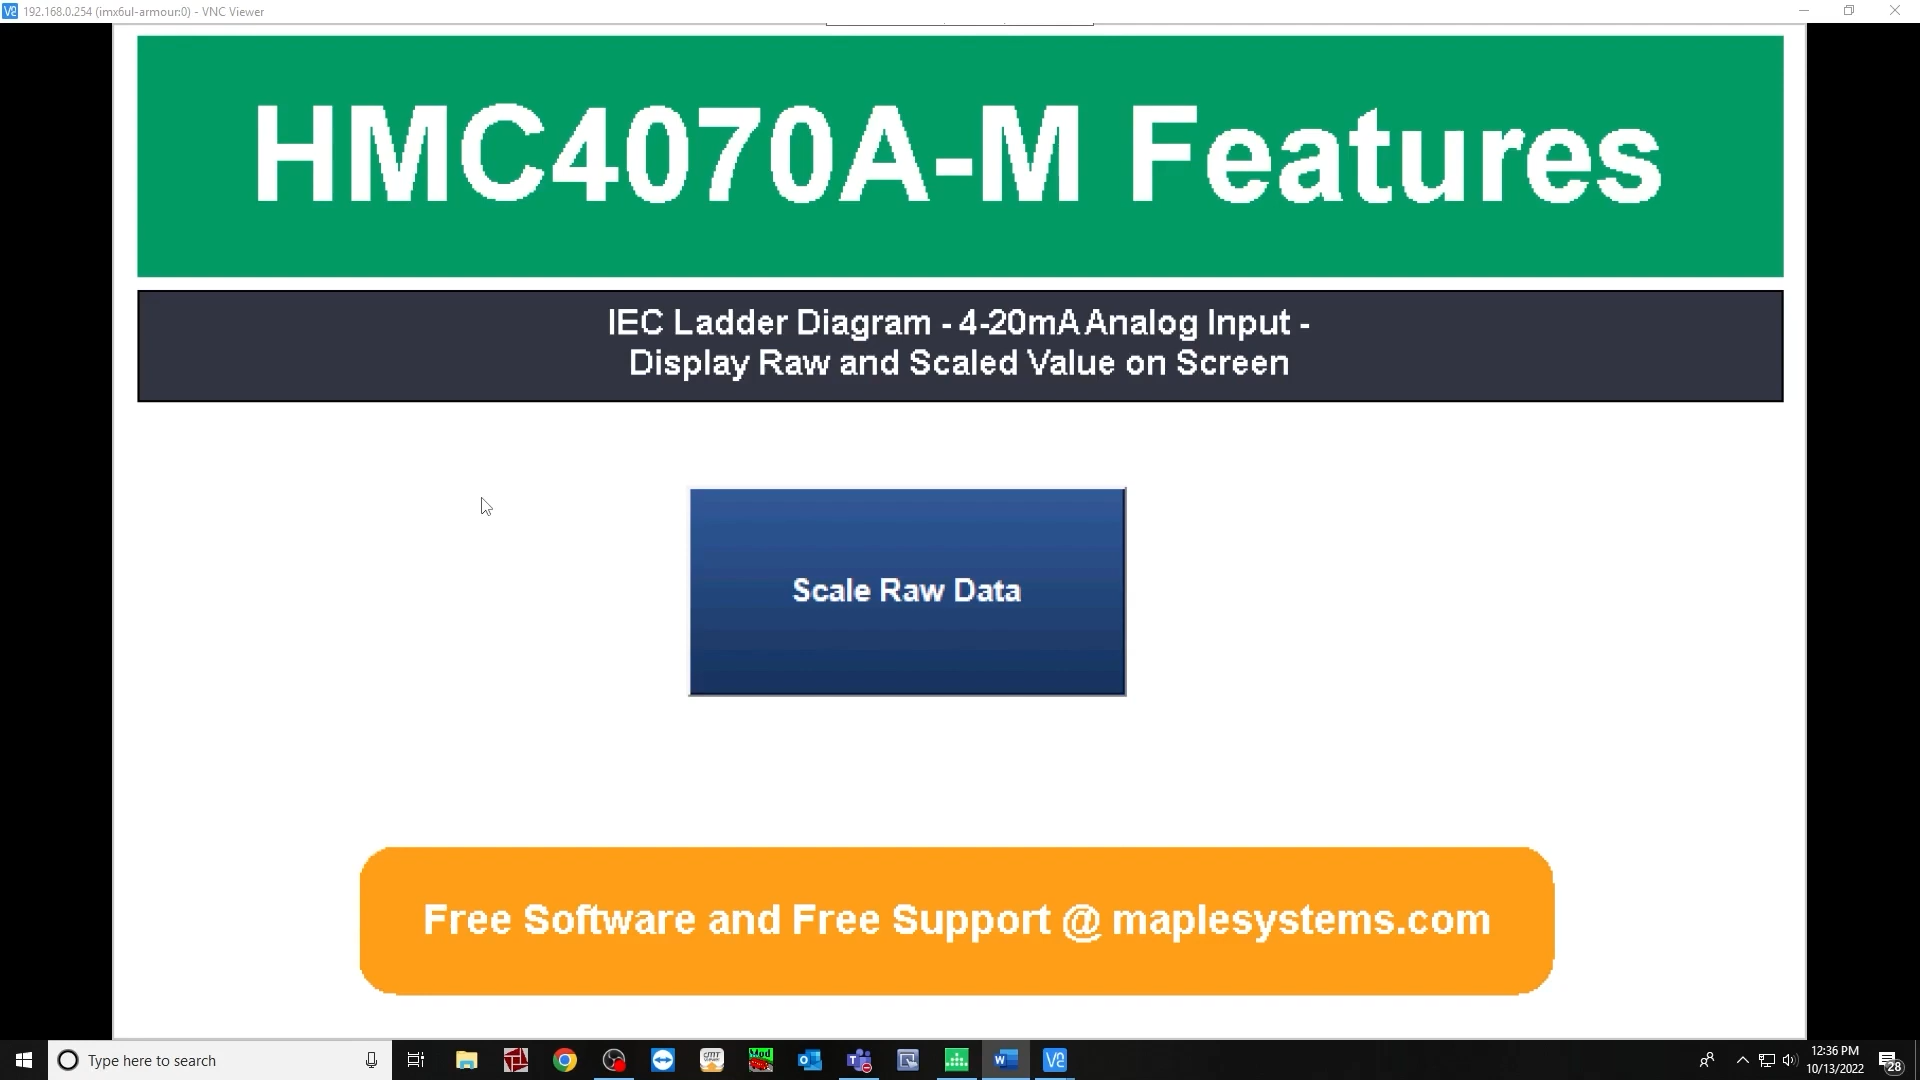 192.168.0.254 (imx6ul-armour:0) - VNC Viewer
HMC4070A-M Features
IEC Ladder Diagram - 4-20mA Analog Input -
Display Raw and Scaled Value on Screen
Scale Raw Data
Free Software and Free Support @ maplesystems.com
Type here to search
12:36 PM
10/13/2022
28